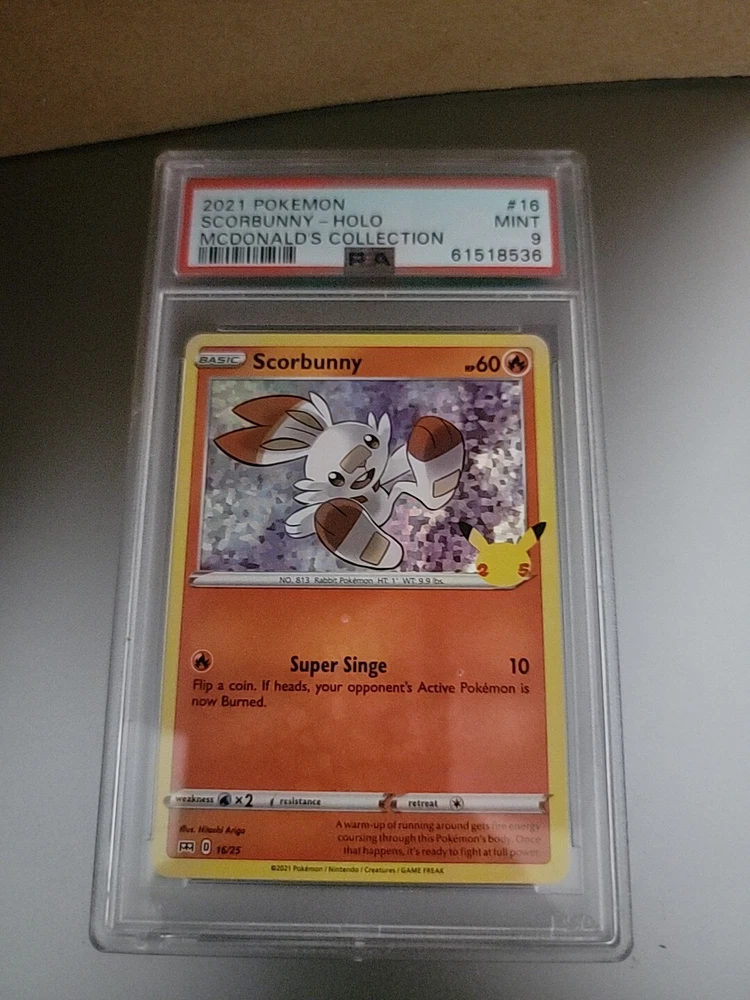 2021 POKEMON #16
SCORBUNNY - HOLO MINT
MCDONALD'S COLLECTION 9
61518536
BASIC Scorbunny HP60
25
NO. 813 Rabbit Pokémon HT: 1' WT: 9.9 lbs.
Super Singe 10
Flip a coin. If heads, your opponent's Active Pokémon is
now Burned.
weakness ×2 resistance retreat
Illus. Hitoshi Ariga
A warm-up of running around gets fire energy
coursing through this Pokémon's body. Once
that happens, it's ready to fight at full power.
D 16/25
©2021 Pokémon / Nintendo / Creatures / GAME FREAK